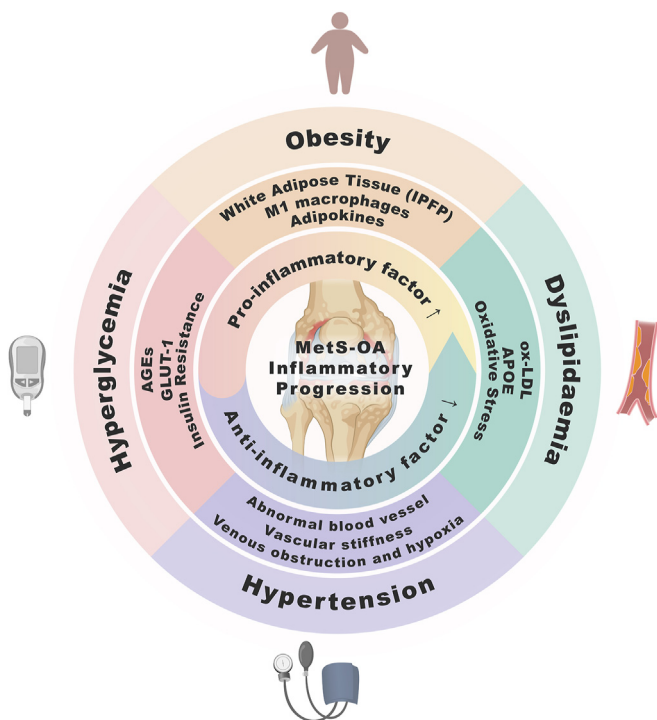 Obesity
White Adipose Tissue (IPFP)
M1 macrophages
Adipokines
Pro-inflammatory factor ↑
Hyperglycemia
AGEs
GLUT-1
Insulin Resistance
MetS-OA
Inflammatory
Progression
Dyslipidaemia
ox-LDL
APOE
Oxidative Stress
Anti-inflammatory factor ↑
Abnormal blood vessel
Vascular stiffness
Venous obstruction and hypoxia
Hypertension